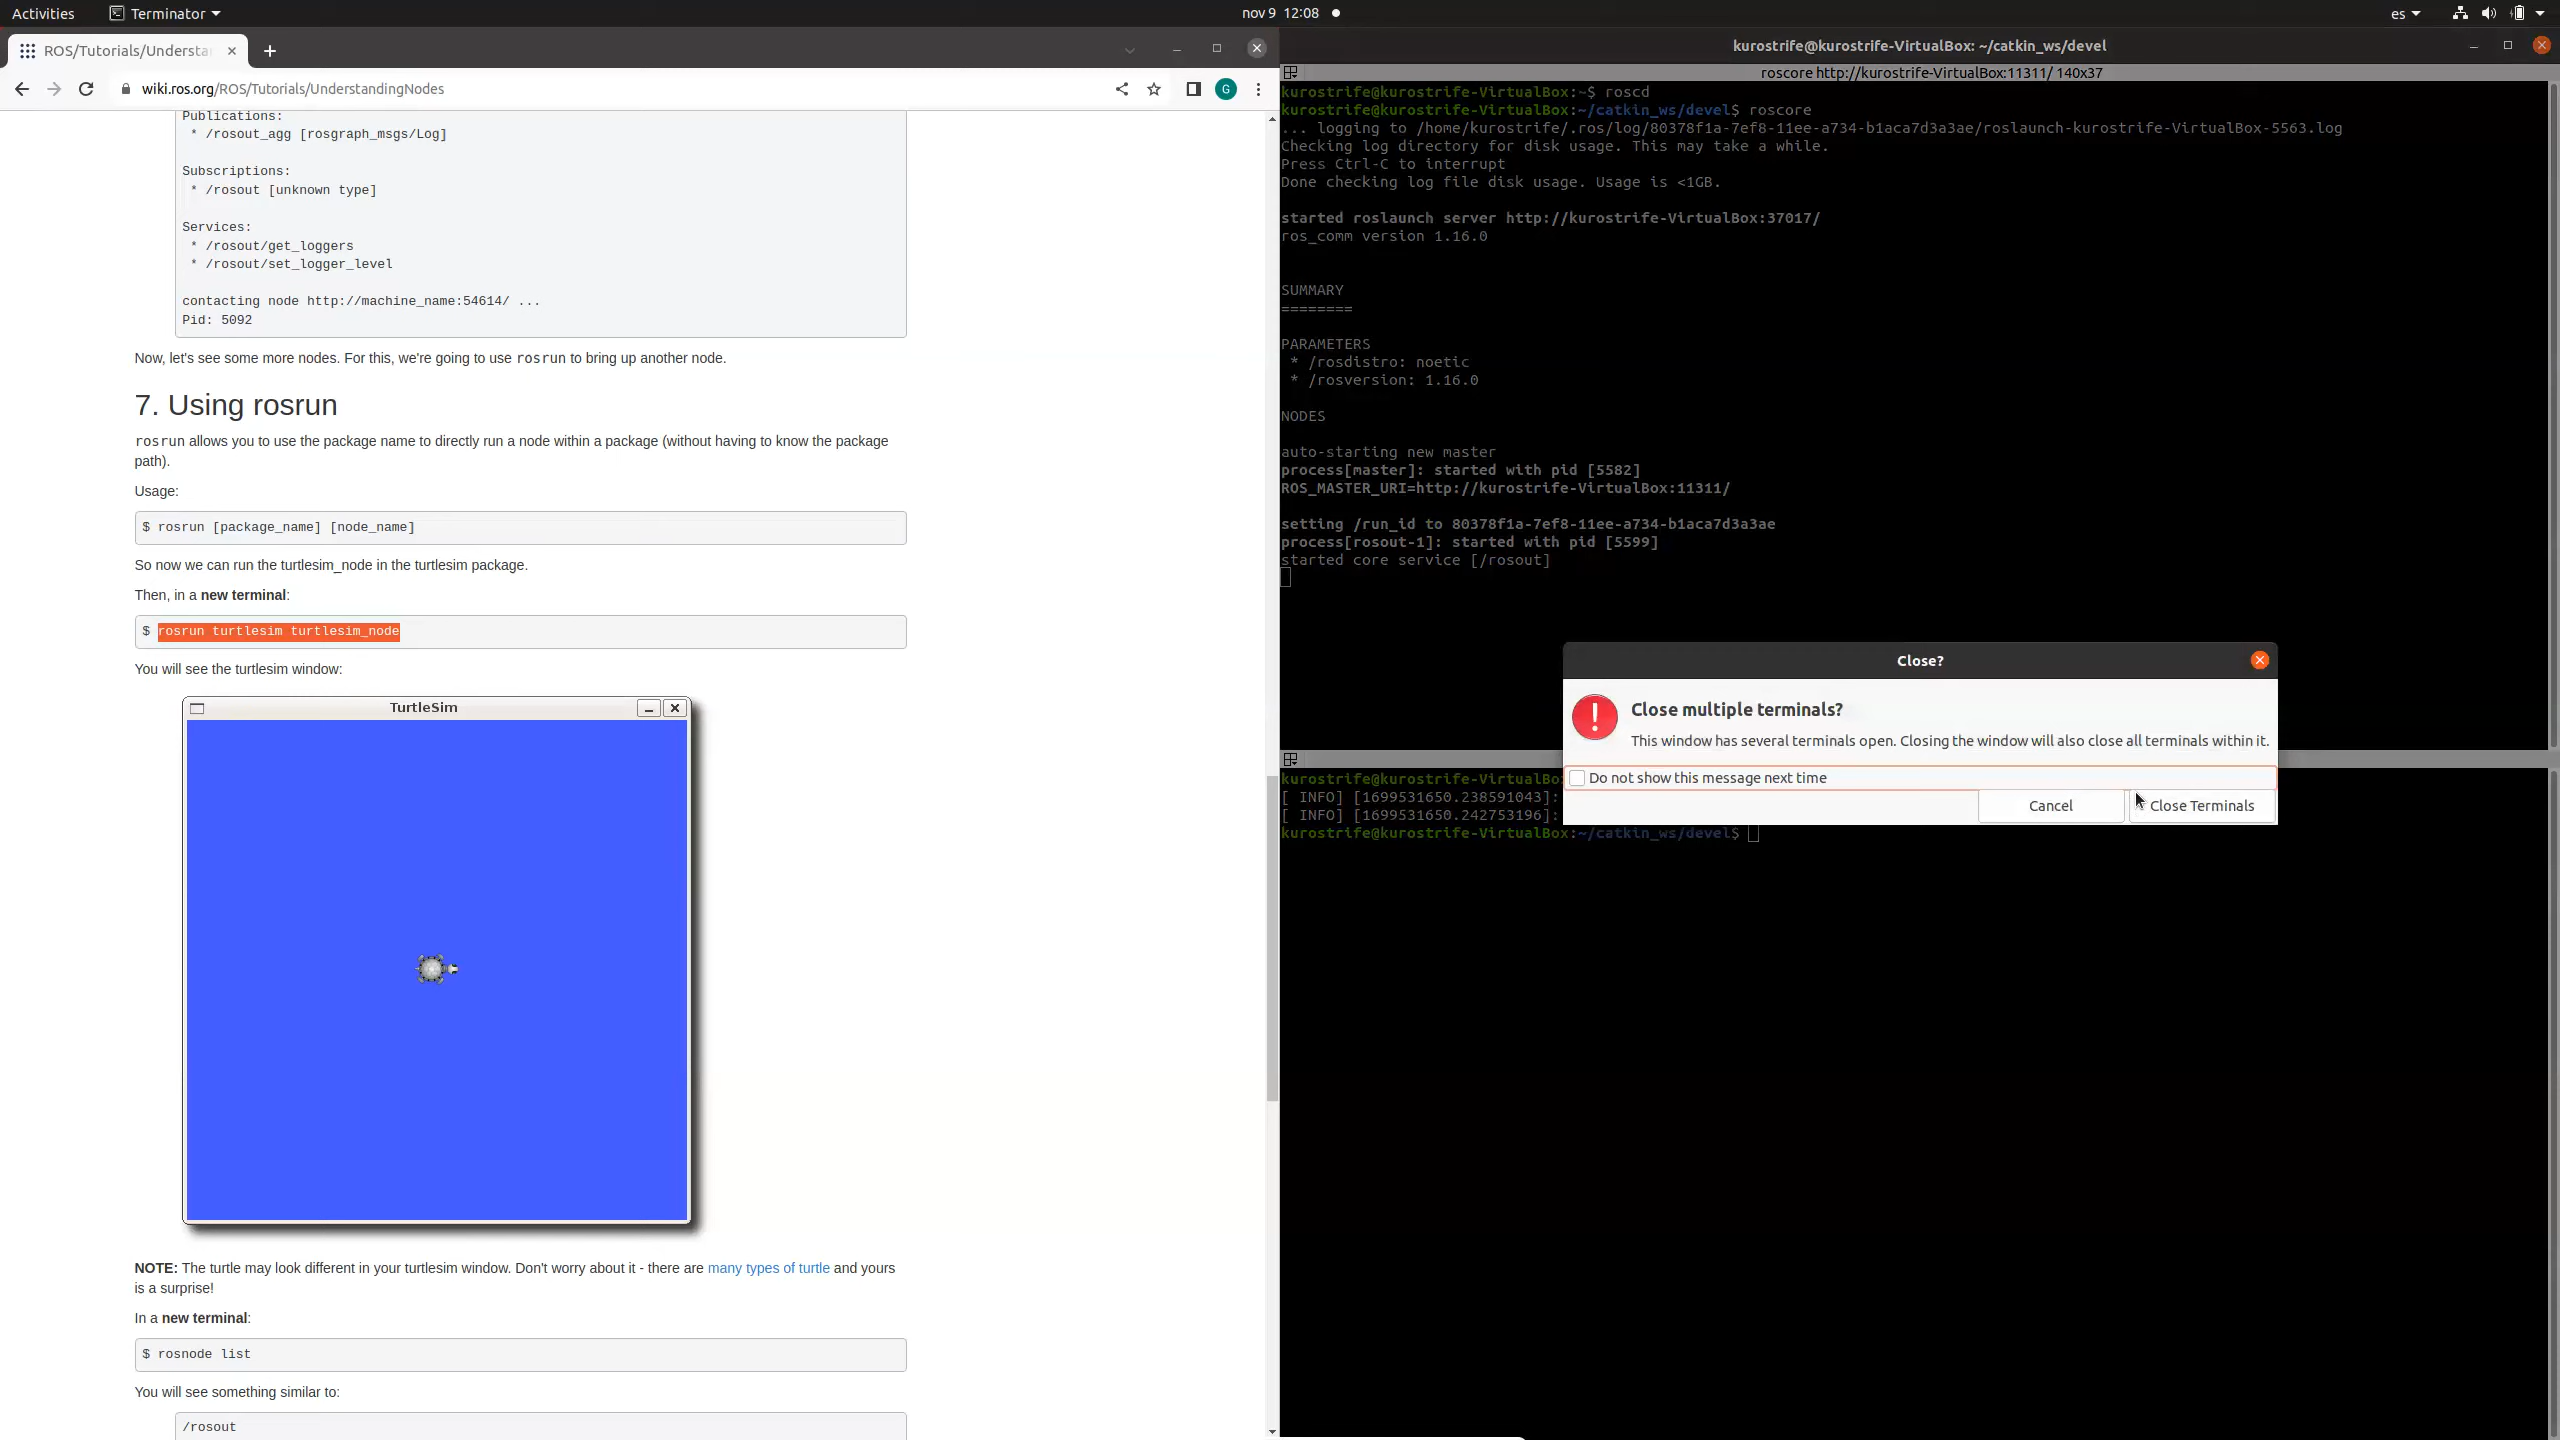 Activities
Terminator
nov 9 12:08
es
ROS/Tutorials/Understa
wiki.ros.org/ROS/Tutorials/UnderstandingNodes
G
Publications:
* /rosout_agg [rosgraph_msgs/Log]
Subscriptions:
* /rosout [unknown type]
Services:
* /rosout/get_loggers
* /rosout/set_logger_level
contacting node http://machine_name:54614/ ...
Pid: 5092
Now, let's see some more nodes. For this, we're going to use rosrun to bring up another node.
7. Using rosrun
rosrun allows you to use the package name to directly run a node within a package (without having to know the package
path).
Usage:
$ rosrun [package_name] [node_name]
So now we can run the turtlesim_node in the turtlesim package.
Then, in a new terminal:
$ rosrun turtlesim turtlesim_node
You will see the turtlesim window:
TurtleSim
NOTE: The turtle may look different in your turtlesim window. Don't worry about it - there are many types of turtle and yours
is a surprise!
In a new terminal:
$ rosnode list
You will see something similar to:
/rosout
kurostrife@kurostrife-VirtualBox: ~/catkin_ws/devel
roscore http://kurostrife-VirtualBox:11311/ 140x37
kurostrife@kurostrife-VirtualBox:~$ roscd
kurostrife@kurostrife-VirtualBox:~/catkin_ws/devel$ roscore
... logging to /home/kurostrife/.ros/log/80378f1a-7ef8-11ee-a734-b1aca7d3a3ae/roslaunch-kurostrife-VirtualBox-5563.log
Checking log directory for disk usage. This may take a while.
Press Ctrl-C to interrupt
Done checking log file disk usage. Usage is <1GB.
started roslaunch server http://kurostrife-VirtualBox:37017/
ros_comm version 1.16.0
SUMMARY
========
PARAMETERS
* /rosdistro: noetic
* /rosversion: 1.16.0
NODES
auto-starting new master
process[master]: started with pid [5582]
ROS_MASTER_URI=http://kurostrife-VirtualBox:11311/
setting /run_id to 80378f1a-7ef8-11ee-a734-b1aca7d3a3ae
process[rosout-1]: started with pid [5599]
started core service [/rosout]
Close?
Close multiple terminals?
This window has several terminals open. Closing the window will also close all terminals within it.
Do not show this message next time
Cancel
Close Terminals
kurostrife@kurostrife-VirtualBo
[ INFO] [1699531650.238591043]:
[ INFO] [1699531650.242753196]:
kurostrife@kurostrife-VirtualBox:~/catkin_ws/devel$